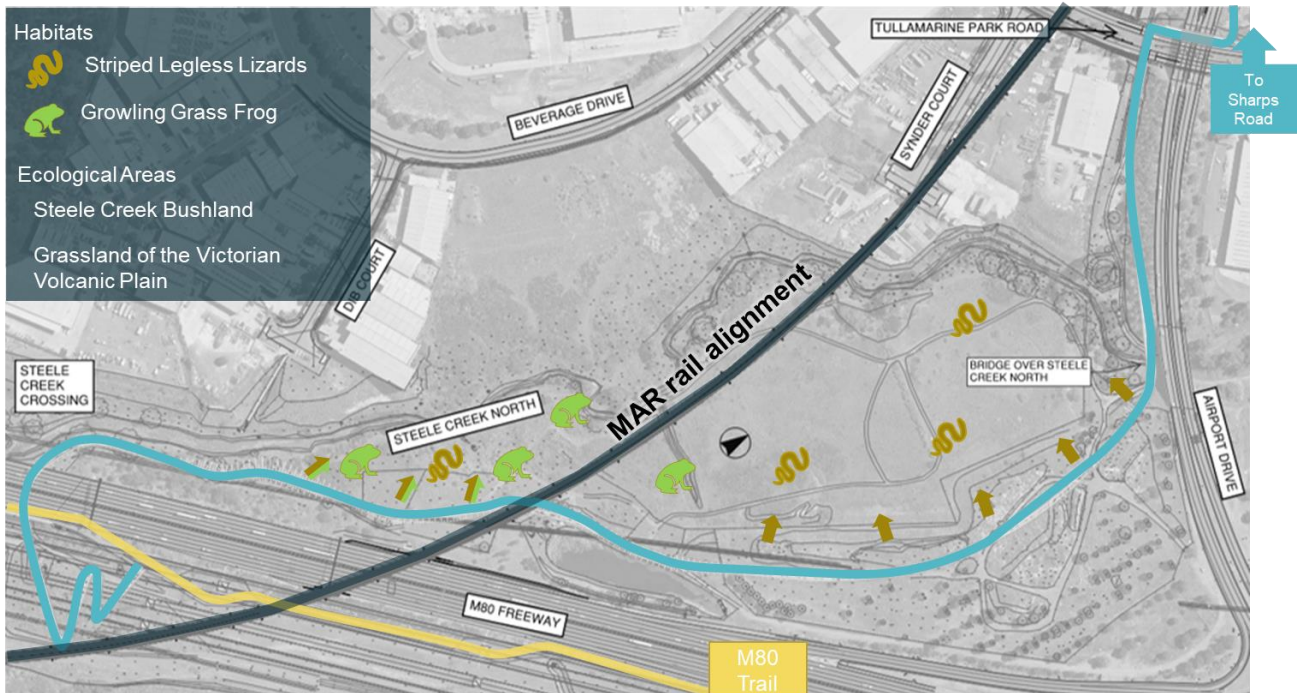 Habitats
Striped Legless Lizards
Growling Grass Frog
Ecological Areas
Steele Creek Bushland
Grassland of the Victorian
Volcanic Plain
TULLAMARINE PARK ROAD
To
Sharps
Road
BEVERAGE DRIVE
SYNDER COURT
DIB COURT
MAR rail alignment
STEELE
CREEK
CROSSING
BRIDGE OVER STEELE
CREEK NORTH
STEELE CREEK NORTH
AIRPORT DRIVE
M80 FREEWAY
M80
Trail